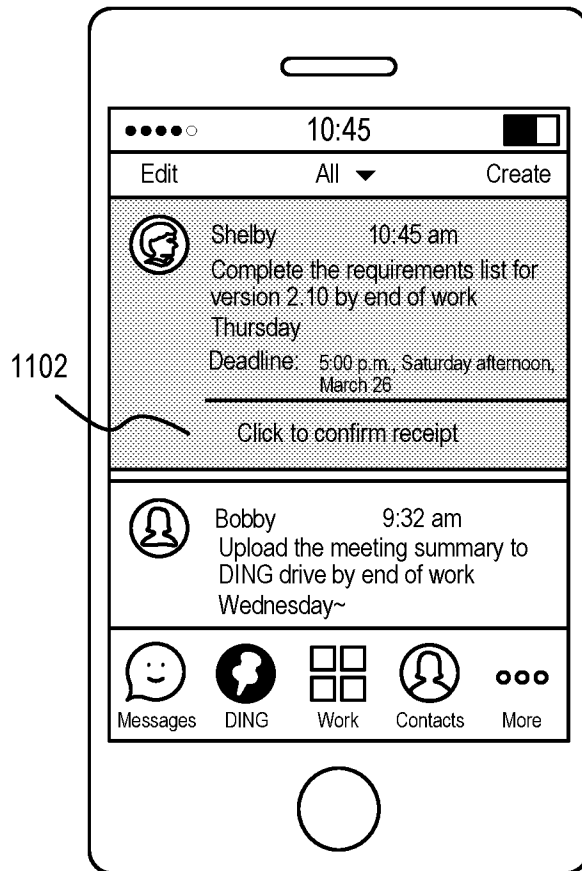 10:45
Edit All Create
Shelby 10:45 am
Complete the requirements list for
version 2.10 by end of work
Thursday
Deadline: 5:00 p.m., Saturday afternoon,
March 26
1102
Click to confirm receipt
Bobby 9:32 am
Upload the meeting summary to
DING drive by end of work
Wednesday~
Messages DING Work Contacts More